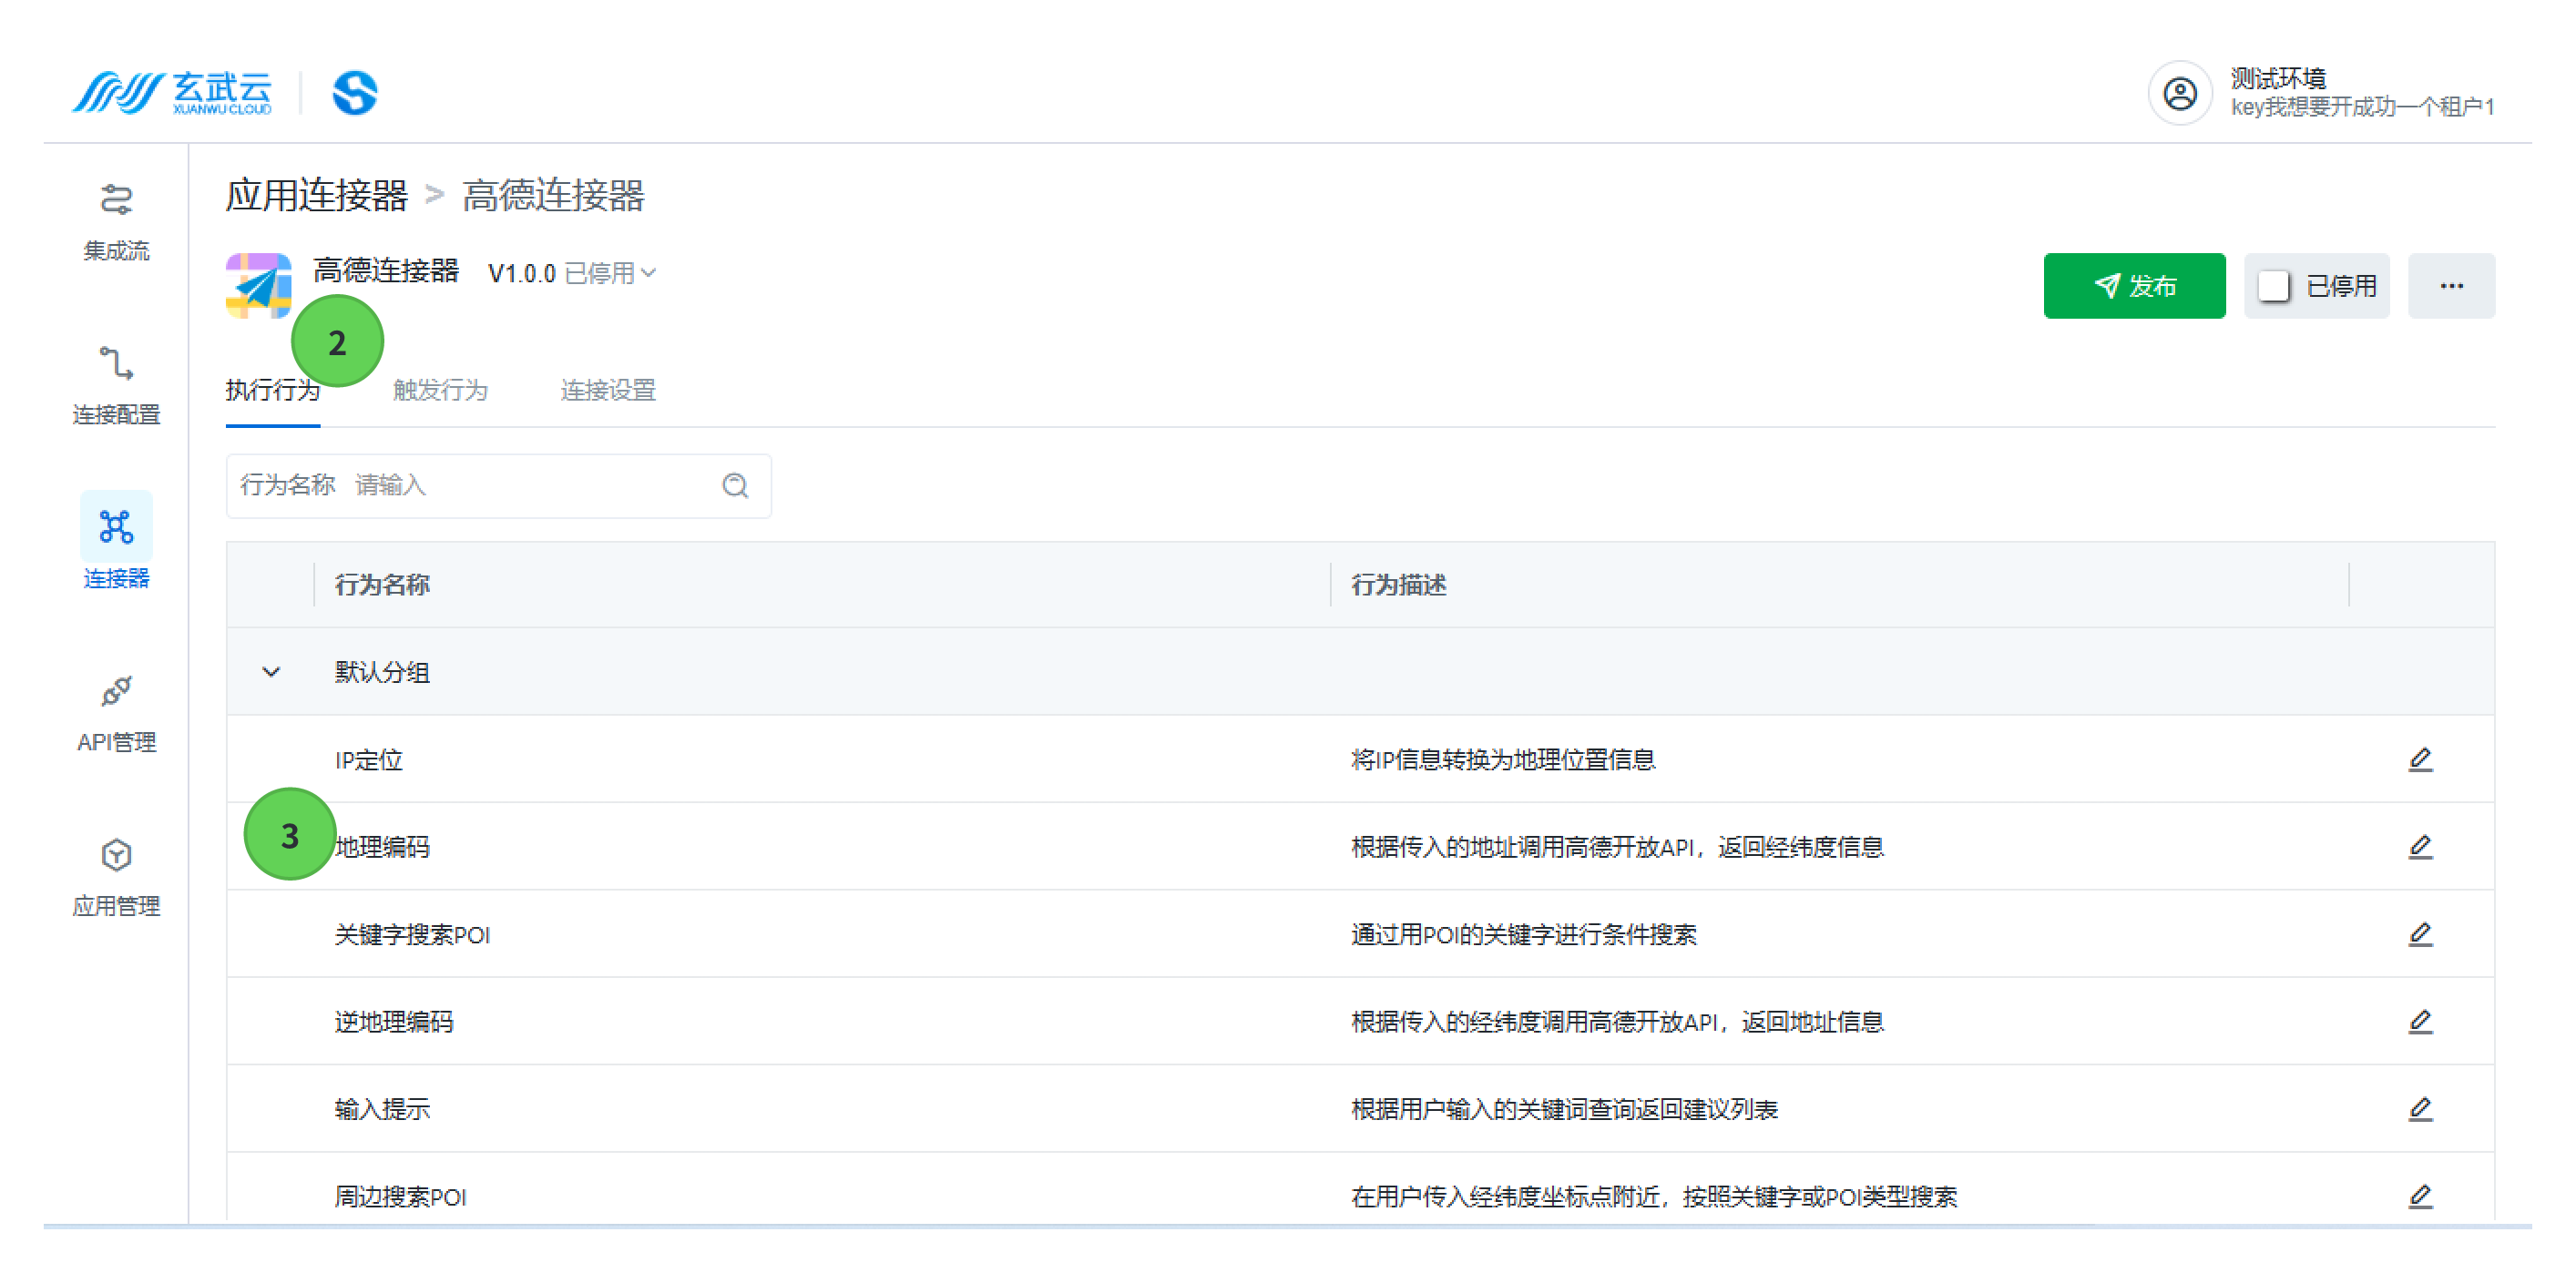 玄武云
XUANWU CLOUD
测试环境
key我想要开成功一个租户1
集成流
连接配置
连接器
API管理
应用管理
应用连接器 > 高德连接器
高德连接器 V1.0.0 已停用
发布 已停用 ···
2
执行行为 触发行为 连接设置
行为名称 请输入
行为名称 行为描述
默认分组
IP定位 将IP信息转换为地理位置信息
3
地理编码 根据传入的地址调用高德开放API，返回经纬度信息
关键字搜索POI 通过用POI的关键字进行条件搜索
逆地理编码 根据传入的经纬度调用高德开放API，返回地址信息
输入提示 根据用户输入的关键词查询返回建议列表
周边搜索POI 在用户传入经纬度坐标点附近，按照关键字或POI类型搜索